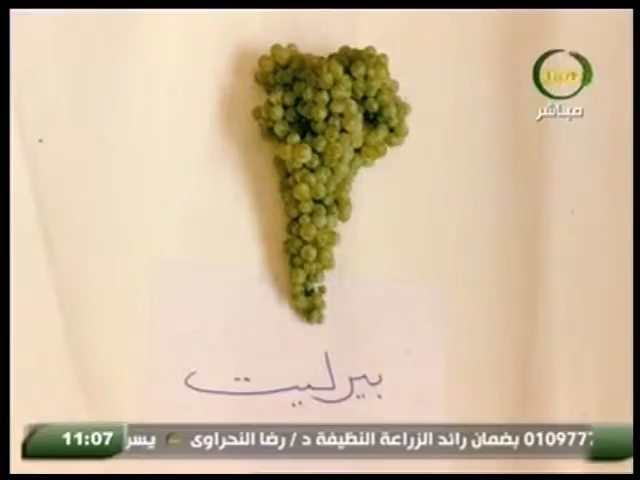 مباشر
بيرليت
0109777 بضمان رائد الزراعة النظيفة د / رضا النحراوى
يسر
11:07